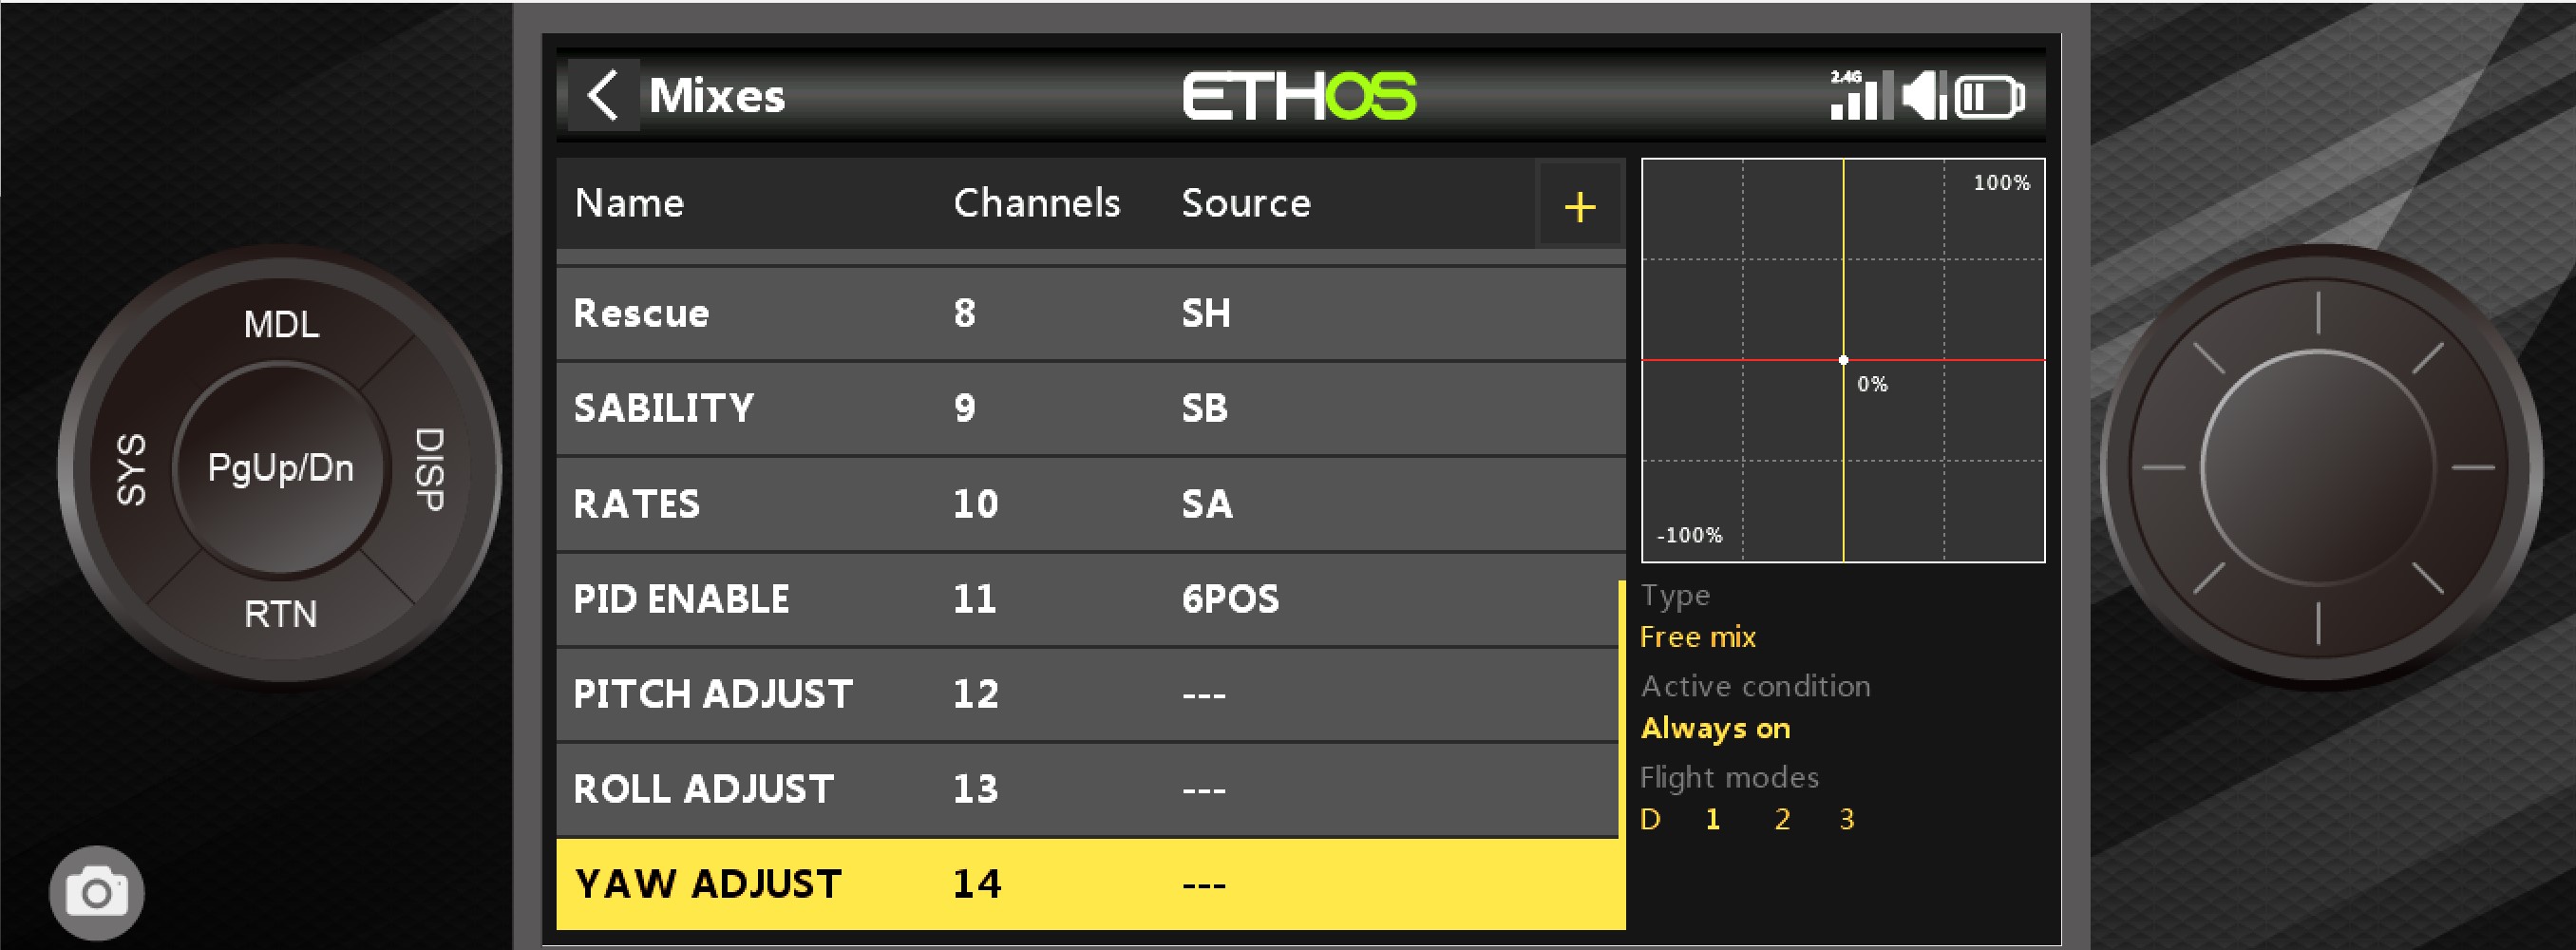 Mixes
ETHOS
2.4G
MDL
SYS
PgUp/Dn
DISP
RTN
Name Channels Source +
Rescue 8 SH
SABILITY 9 SB
RATES 10 SA
PID ENABLE 11 6POS
PITCH ADJUST 12 ---
ROLL ADJUST 13 ---
YAW ADJUST 14 ---
100%
0%
-100%
Type
Free mix
Active condition
Always on
Flight modes
D 1 2 3